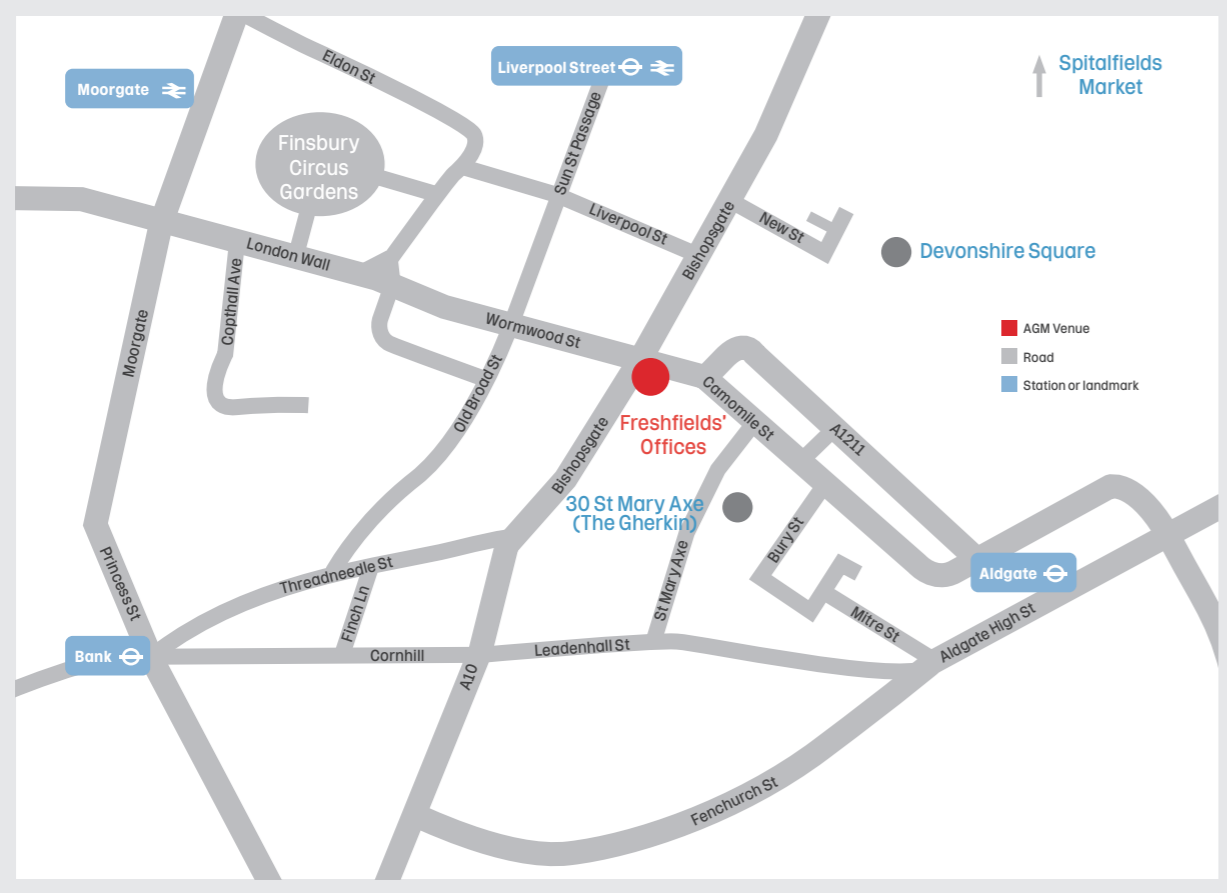 Eldon St
Liverpool Street
Spitalfields
Market
Moorgate
Sun St Passage
Finsbury
Circus
Gardens
Liverpool St
Bishopsgate
New St
Devonshire Square
London Wall
Copthall Ave
Moorgate
Wormwood St
AGM Venue
Road
Station or landmark
Old Broad St
Camomile St
Freshfields'
Offices
A1211
Bishopsgate
30 St Mary Axe
(The Gherkin)
Bury St
St Mary Axe
Aldgate
Princess St
Threadneedle St
Finch Ln
Mitre St
Aldgate High St
Bank
Cornhill
Leadenhall St
A10
Fenchurch St